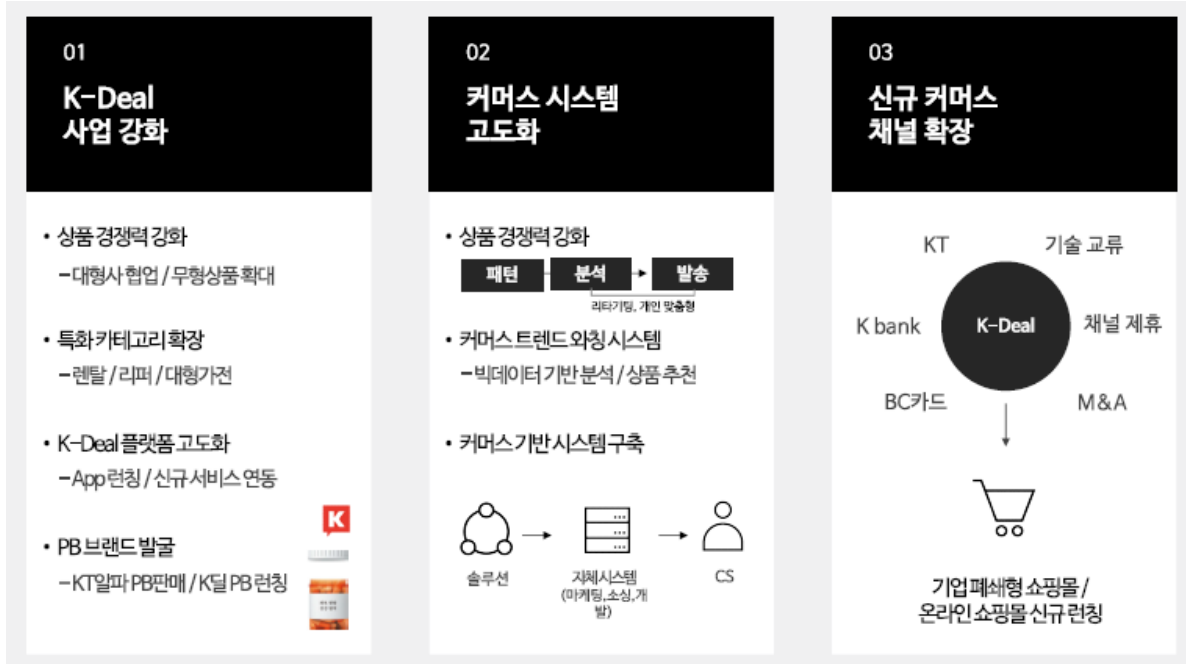 01
K-Deal
사업 강화
• 상품 경쟁력 강화
-대형사 협업 / 무형상품 확대
• 특화 카테고리 확장
-렌탈 / 리퍼 / 대형가전
• K-Deal 플랫폼 고도화
-App 런칭 / 신규 서비스 연동
• PB 브랜드 발굴
-KT알파 PB판매 / K딜 PB 런칭
K
02
커머스 시스템
고도화
• 상품 경쟁력 강화
패턴 분석 발송
리타기팅, 개인 맞춤형
• 커머스 트렌드 와칭 시스템
-빅데이터 기반 분석 / 상품 추천
• 커머스 기반 시스템 구축
솔루션
자체시스템
(마케팅,소싱,개
발)
CS
03
신규 커머스
채널 확장
KT 기술 교류
K bank K-Deal 채널 제휴
BC카드 M&A
기업 폐쇄형 쇼핑몰 /
온라인 쇼핑몰 신규 런칭